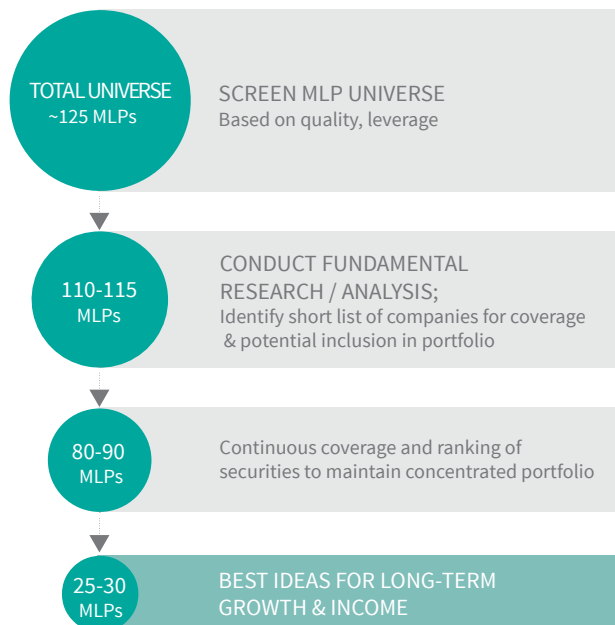 TOTAL UNIVERSE
~125 MLPs
SCREEN MLP UNIVERSE
Based on quality, leverage
110-115
MLPs
CONDUCT FUNDAMENTAL
RESEARCH / ANALYSIS;
Identify short list of companies for coverage
& potential inclusion in portfolio
80-90
MLPs
Continuous coverage and ranking of
securities to maintain concentrated portfolio
25-30
MLPs
BEST IDEAS FOR LONG-TERM
GROWTH & INCOME